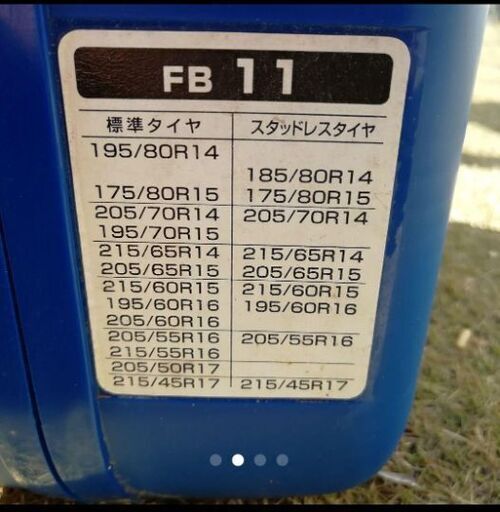 FB 11
標準タイヤ スタッドレスタイヤ
195/80R14
185/80R14
175/80R15 175/80R15
205/70R14 205/70R14
195/70R15
215/65R14 215/65R14
205/65R15 205/65R15
215/60R15 215/60R15
195/60R16 195/60R16
205/60R16
205/55R16 205/55R16
215/55R16
205/50R17
215/45R17 215/45R17